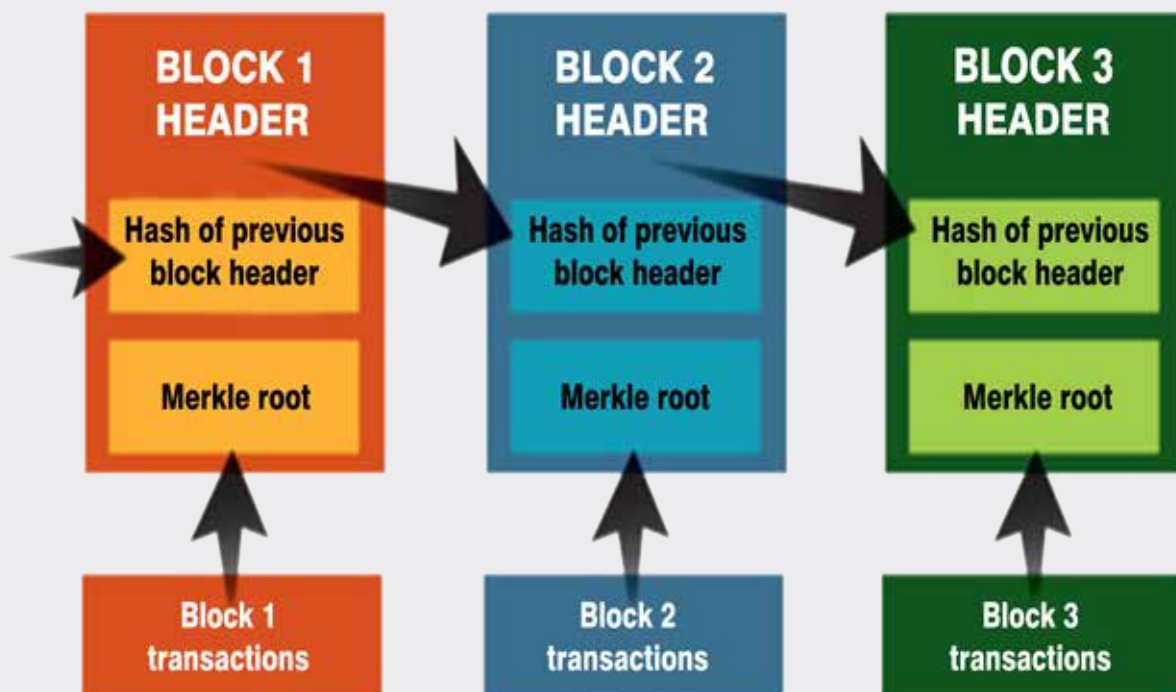 BLOCK 1
HEADER
Hash of previous
block header
Merkle root
Block 1
transactions
BLOCK 2
HEADER
Hash of previous
block header
Merkle root
Block 2
transactions
BLOCK 3
HEADER
Hash of previous
block header
Merkle root
Block 3
transactions